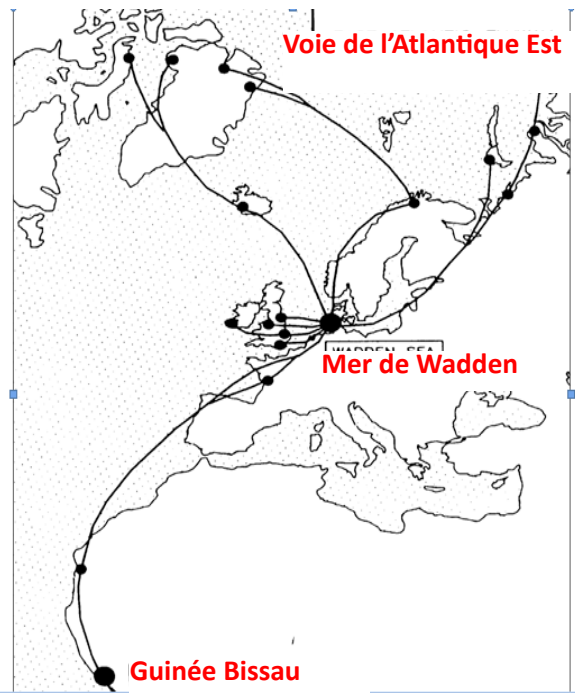 Voie de l'Atlantique Est
WADDEN SEA
Mer de Wadden
Guinée Bissau